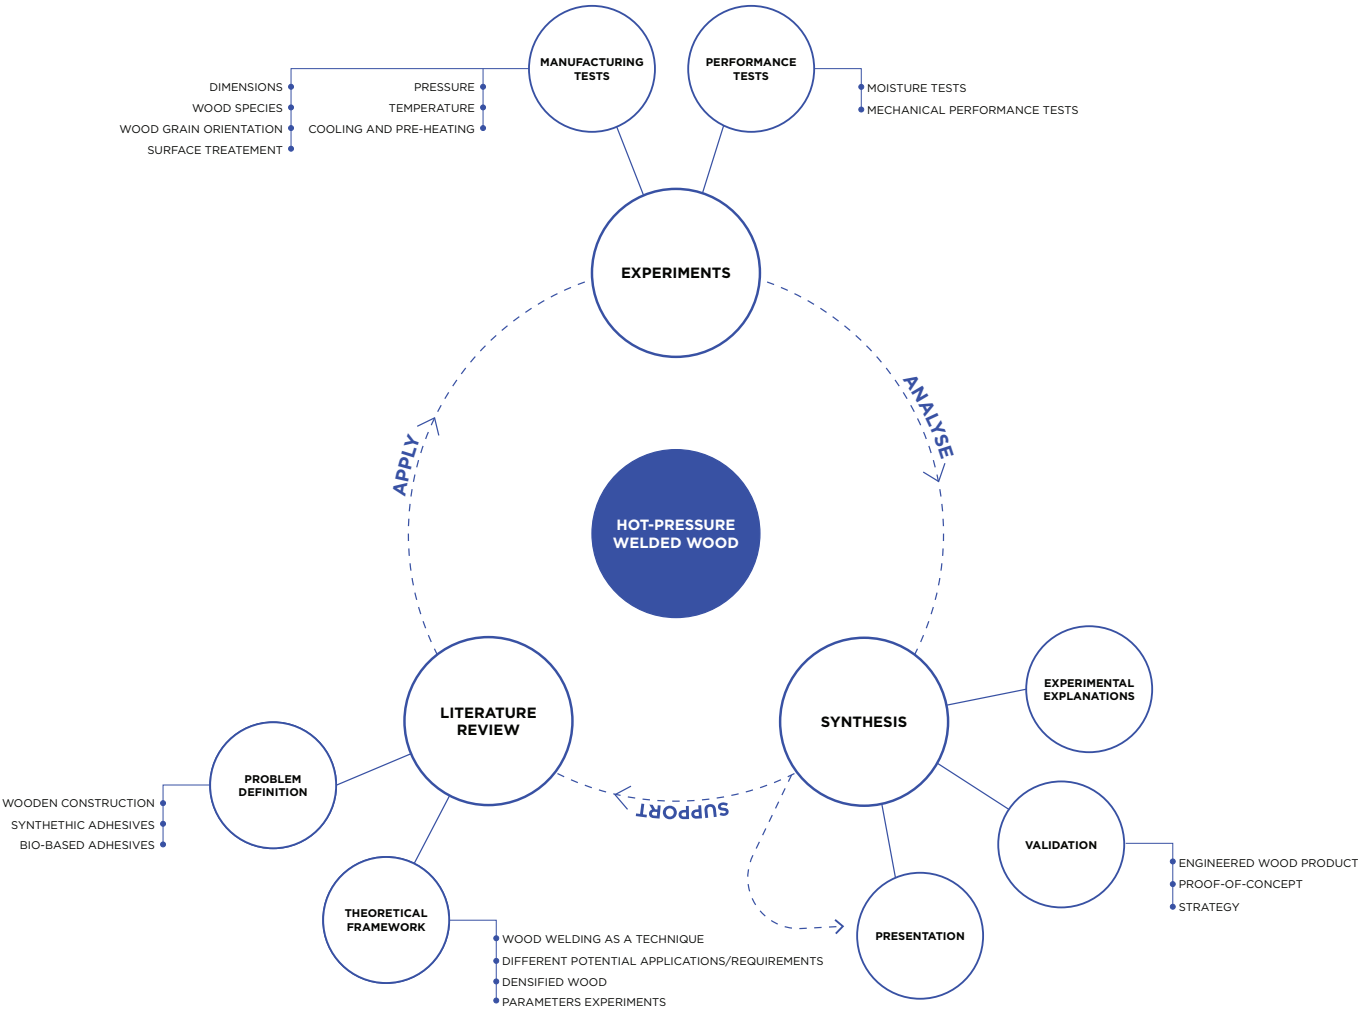 MANUFACTURING
TESTS
PERFORMANCE
TESTS
DIMENSIONS
WOOD SPECIES
WOOD GRAIN ORIENTATION
SURFACE TREATEMENT
PRESSURE
TEMPERATURE
COOLING AND PRE-HEATING
MOISTURE TESTS
MECHANICAL PERFORMANCE TESTS
EXPERIMENTS
APPLY
ANALYSE
HOT-PRESSURE
WELDED WOOD
LITERATURE
REVIEW
SYNTHESIS
EXPERIMENTAL
EXPLANATIONS
SUPPORT
PROBLEM
DEFINITION
WOODEN CONSTRUCTION
SYNTHETHIC ADHESIVES
BIO-BASED ADHESIVES
VALIDATION
ENGINEERED WOOD PRODUCT
PROOF-OF-CONCEPT
STRATEGY
THEORETICAL
FRAMEWORK
WOOD WELDING AS A TECHNIQUE
DIFFERENT POTENTIAL APPLICATIONS/REQUIREMENTS
DENSIFIED WOOD
PARAMETERS EXPERIMENTS
PRESENTATION